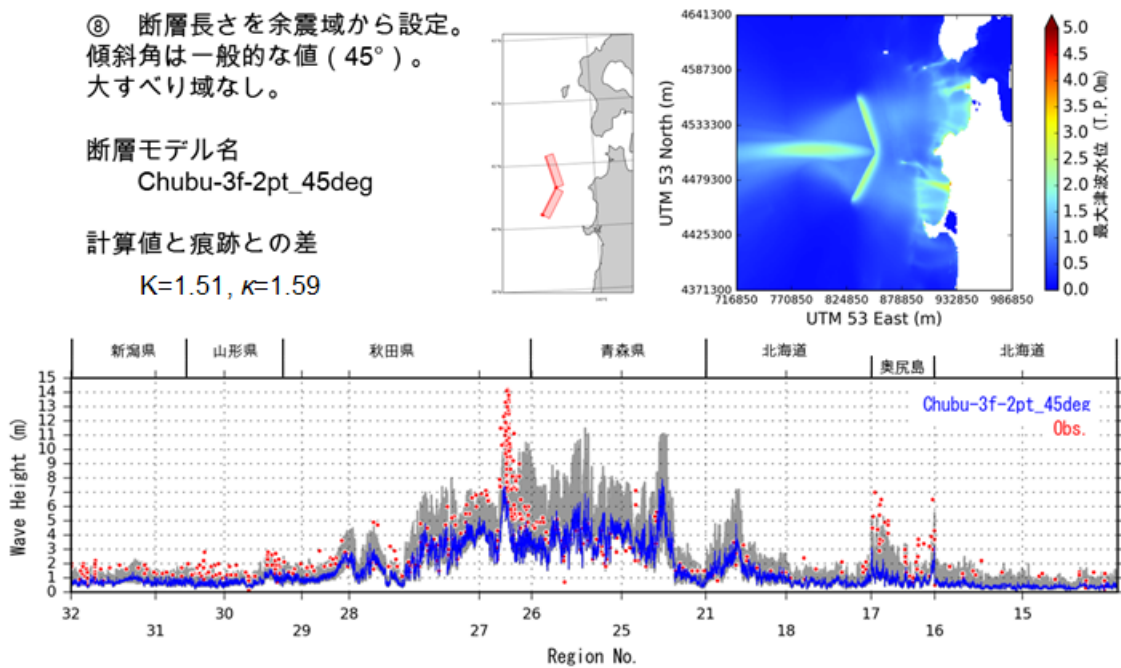 ⑧　断層長さを余震域から設定。
傾斜角は一般的な値（45°）。
大すべり域なし。
断層モデル名
Chubu-3f-2pt_45deg
計算値と痕跡との差
K=1.51, κ=1.59
4641300
4587300
4533300
4479300
4425300
4371300
UTM 53 North (m)
716850 770850 824850 878850 932850 986850
UTM 53 East (m)
5.0
4.5
4.0
3.5
3.0
2.5
2.0
1.5
1.0
0.5
0.0
最大津波水位 (T.P.0m)
新潟県 山形県 秋田県 青森県 北海道 奥尻島 北海道
15
14
13
12
11
10
9
8
7
6
5
4
3
2
1
0
Wave Height (m)
Chubu-3f-2pt_45deg
Obs.
32 30 28 26 21 17
31 29 27 25 18 16 15
Region No.